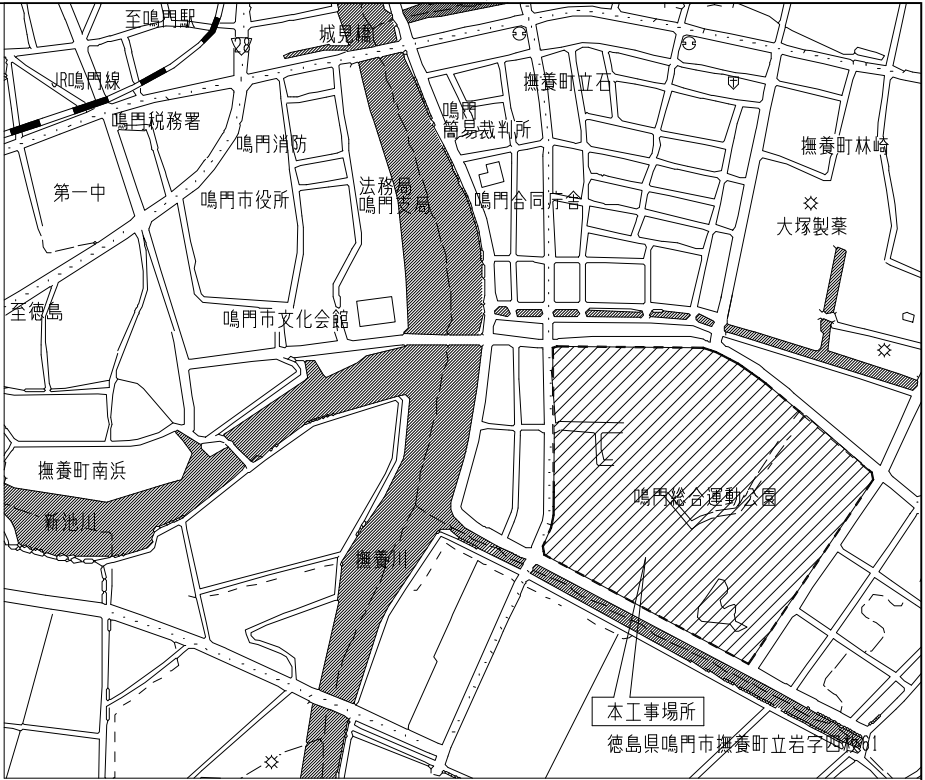 至鳴門駅
城見橋
28
JR鳴門線
撫養町立石
鳴門税務署
鳴門
簡易裁判所
鳴門消防
撫養町林崎
第一中
鳴門市役所
法務局
鳴門支局
鳴門合同庁舎
大塚製薬
至徳島
鳴門市文化会館
撫養町南浜
鳴門総合運動公園
新池川
撫養川
本工事場所
徳島県鳴門市撫養町立岩字四枚61